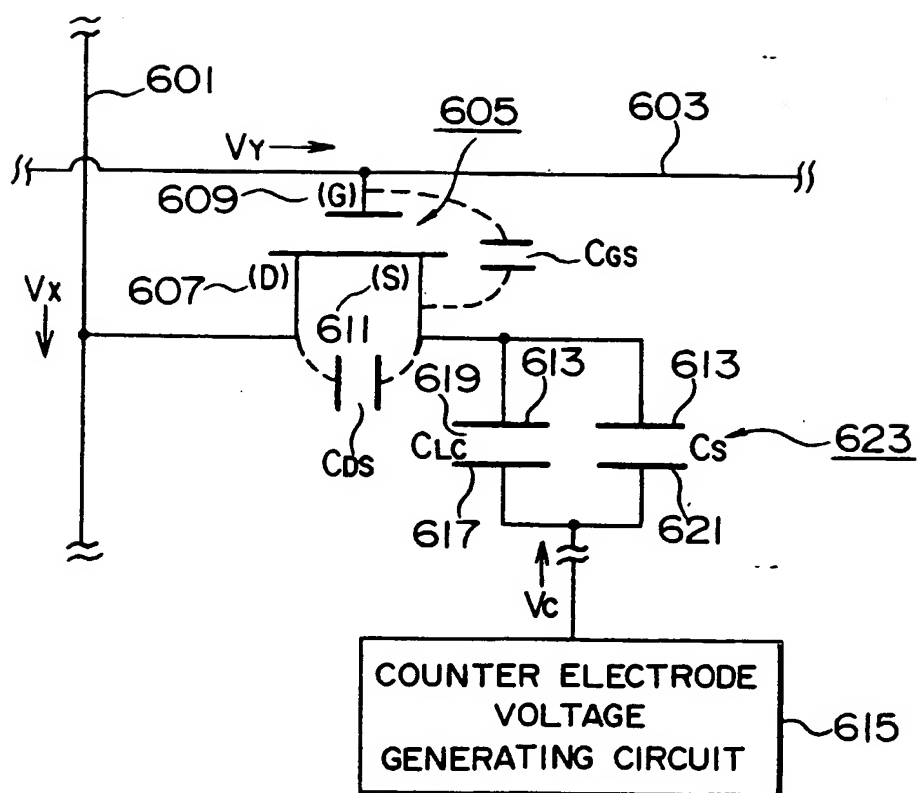 601
603
605
VY
609
(G)
CGS
VX
607
(D)
(S)
611
619
613
613
CDS
CLC
CS
623
617
621
VC
COUNTER ELECTRODE
VOLTAGE
GENERATING CIRCUIT
615